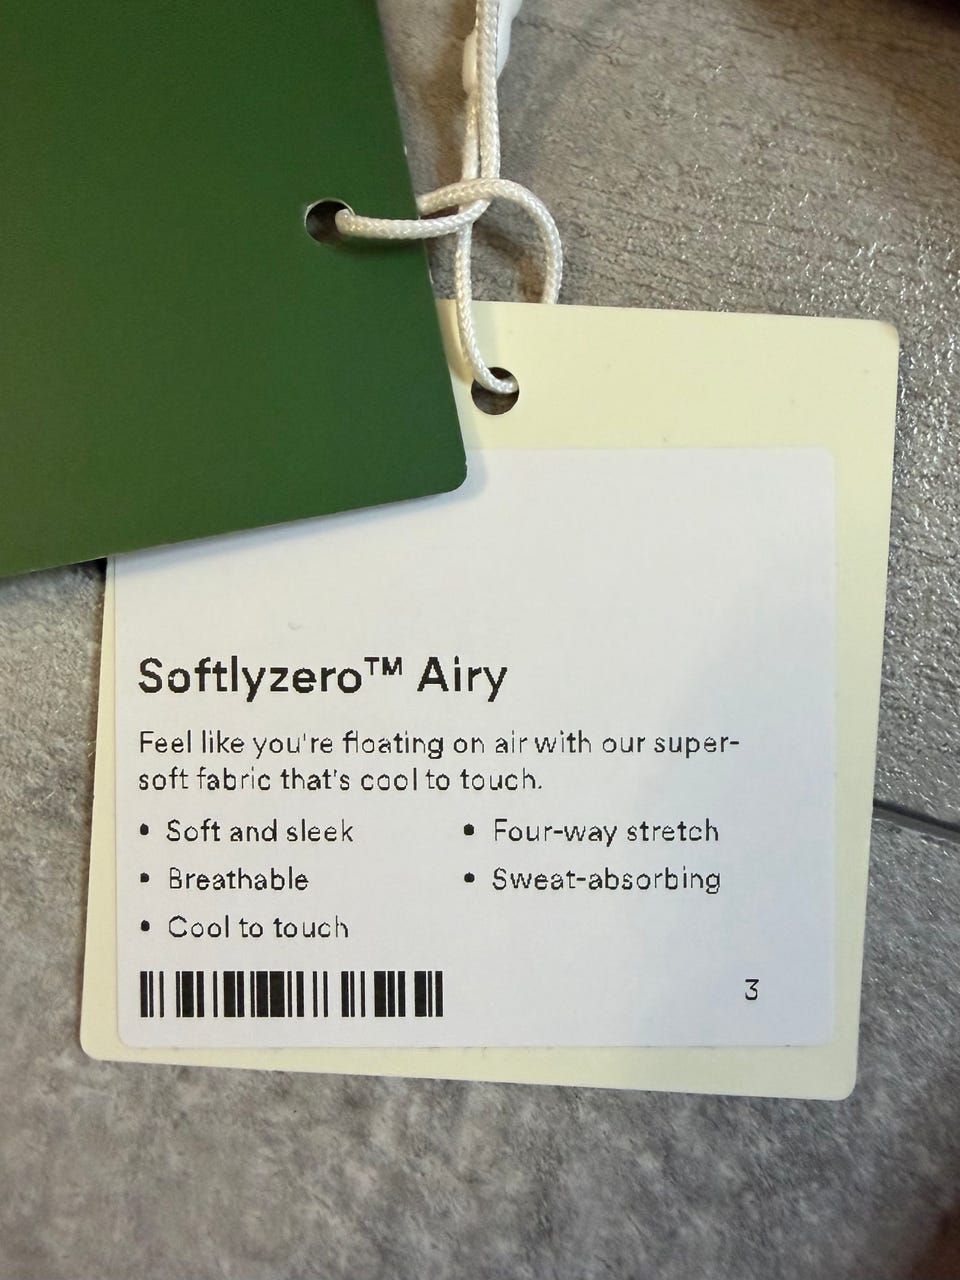 Softlyzero™ Airy
Feel like you're floating on air with our super-
soft fabric that's cool to touch.
• Soft and sleek
• Breathable
• Cool to touch
• Four-way stretch
• Sweat-absorbing
3